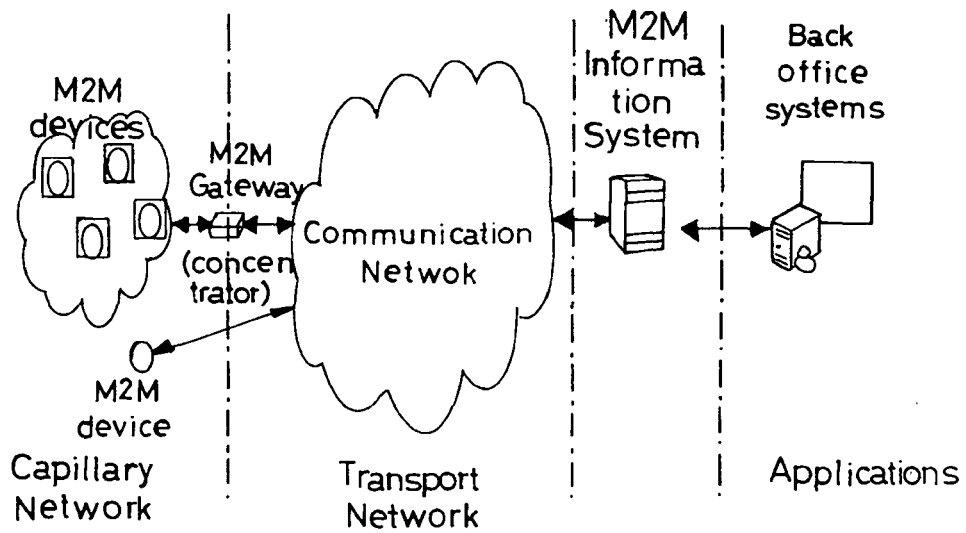 M2M
devices
M2M
Gateway
(concen
trator)
M2M
device
Capillary
Network
Communication
Netwok
Transport
Network
M2M
Informa
tion
System
Back
office
systems
Applications